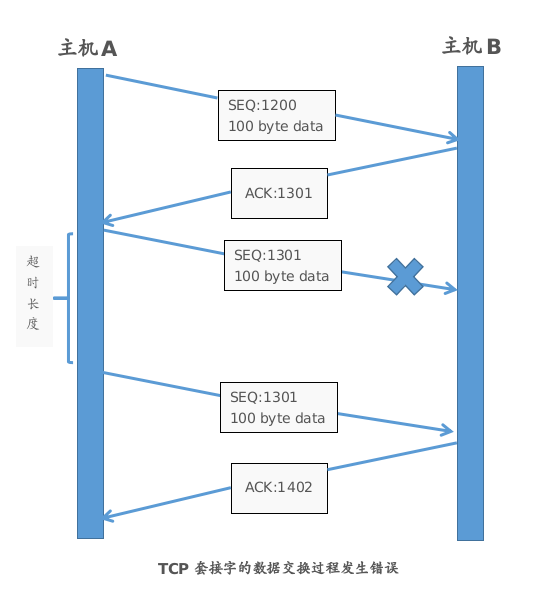 主机A
主机B
SEQ:1200
100 byte data
ACK:1301
SEQ:1301
100 byte data
超
时
长
度
SEQ:1301
100 byte data
ACK:1402
TCP 套接字的数据交换过程发生错误